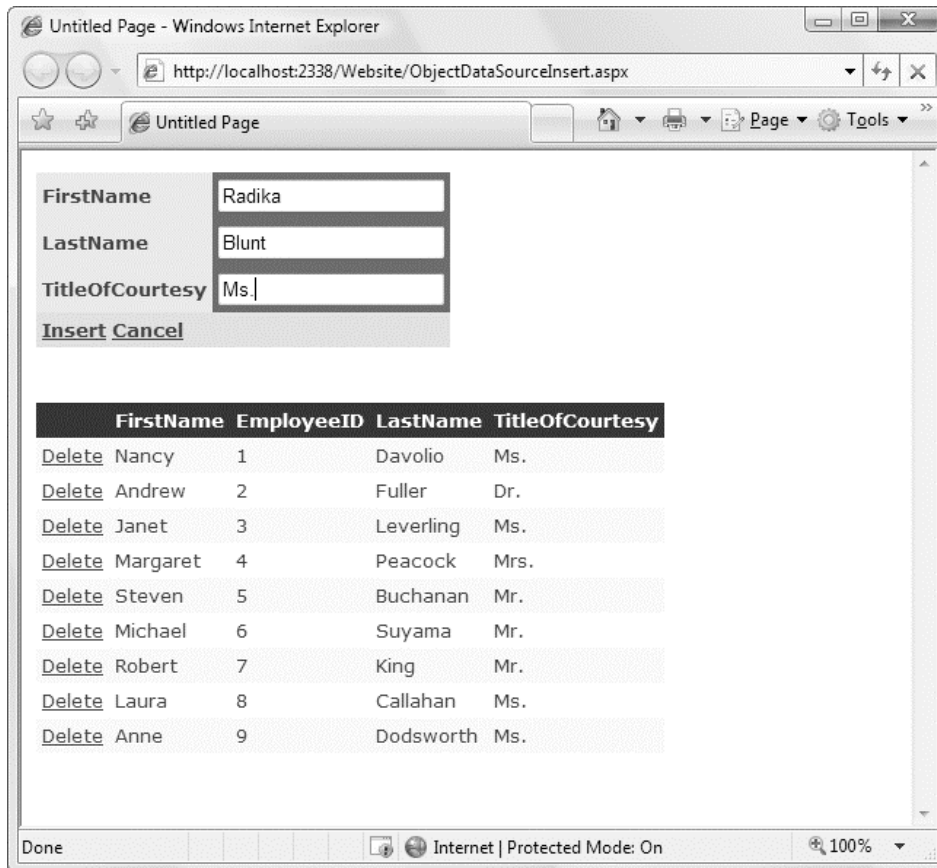 Untitled Page - Windows Internet Explorer
http://localhost:2338/Website/ObjectDataSourceInsert.aspx
Untitled Page Page Tools
FirstName Radika
LastName Blunt
TitleOfCourtesy Ms.
Insert Cancel
FirstName EmployeeID LastName TitleOfCourtesy
Delete Nancy 1 Davolio Ms.
Delete Andrew 2 Fuller Dr.
Delete Janet 3 Leverling Ms.
Delete Margaret 4 Peacock Mrs.
Delete Steven 5 Buchanan Mr.
Delete Michael 6 Suyama Mr.
Delete Robert 7 King Mr.
Delete Laura 8 Callahan Ms.
Delete Anne 9 Dodsworth Ms.
Done Internet | Protected Mode: On 100%